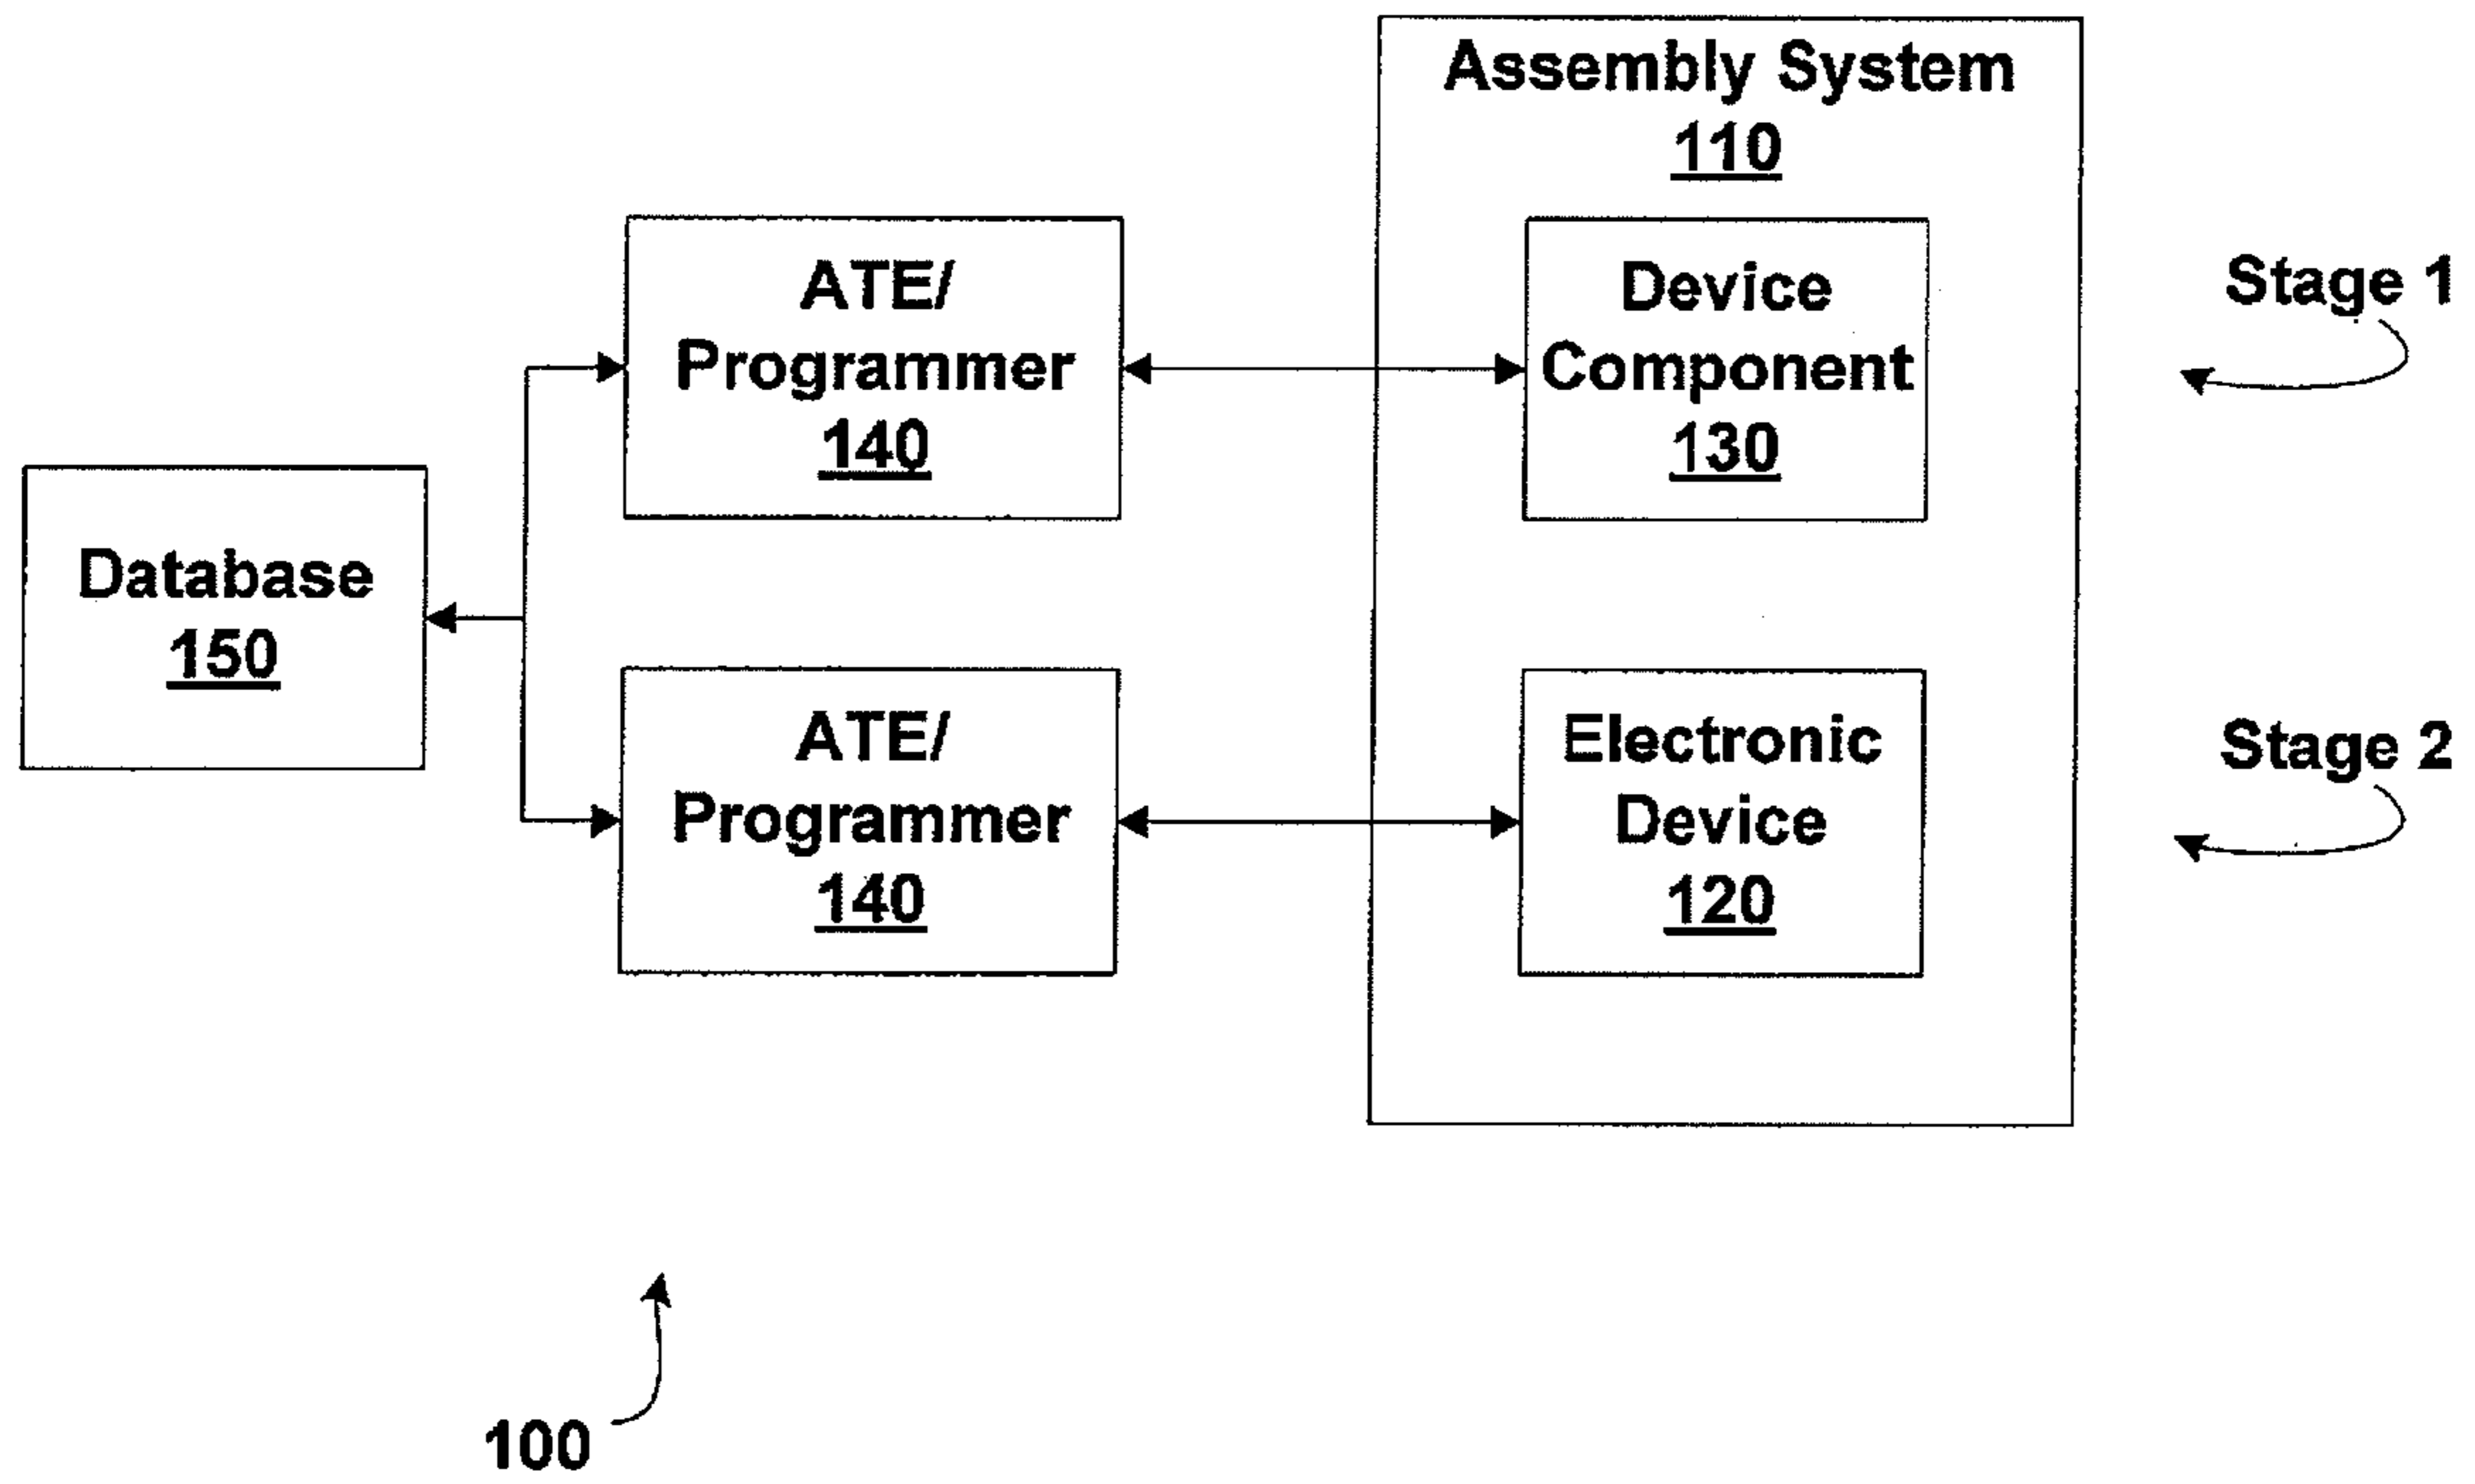 Assembly System
110
ATE/
Programmer
140
Device
Component
130
Stage 1
Database
150
ATE/
Programmer
140
Electronic
Device
120
Stage 2
100